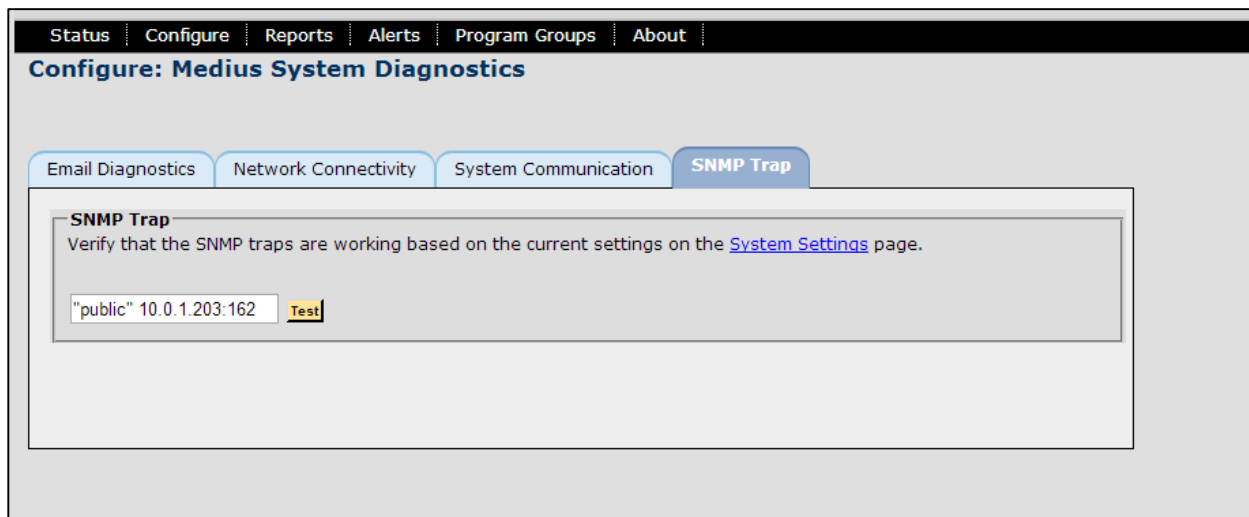 Status Configure Reports Alerts Program Groups About
Configure: Medius System Diagnostics
Email Diagnostics Network Connectivity System Communication SNMP Trap
SNMP Trap
Verify that the SNMP traps are working based on the current settings on the System Settings page.
"public" 10.0.1.203:162 Test